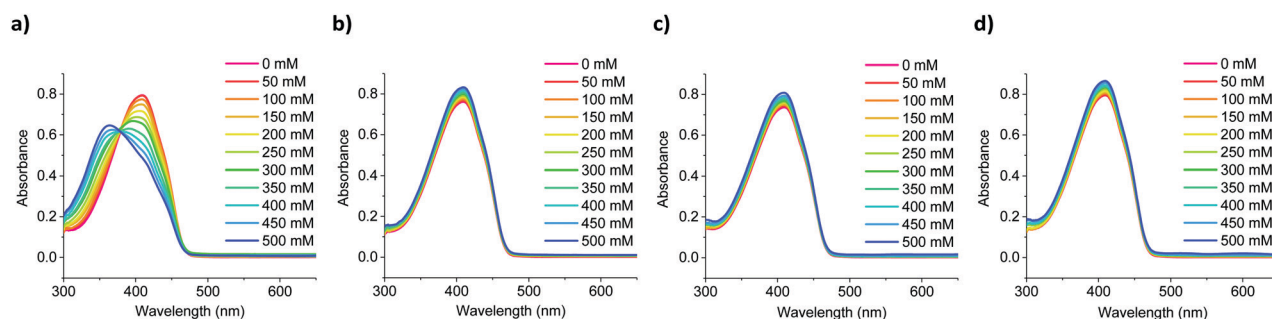 a)
Absorbance
0.8
0.6
0.4
0.2
0.0
300 400 500 600
Wavelength (nm)
0 mM
50 mM
100 mM
150 mM
200 mM
250 mM
300 mM
350 mM
400 mM
450 mM
500 mM
b)
Absorbance
0.8
0.6
0.4
0.2
0.0
300 400 500 600
Wavelength (nm)
0 mM
50 mM
100 mM
150 mM
200 mM
250 mM
300 mM
350 mM
400 mM
450 mM
500 mM
c)
Absorbance
0.8
0.6
0.4
0.2
0.0
300 400 500 600
Wavelength (nm)
0 mM
50 mM
100 mM
150 mM
200 mM
250 mM
300 mM
350 mM
400 mM
450 mM
500 mM
d)
Absorbance
0.8
0.6
0.4
0.2
0.0
300 400 500 600
Wavelength (nm)
0 mM
50 mM
100 mM
150 mM
200 mM
250 mM
300 mM
350 mM
400 mM
450 mM
500 mM